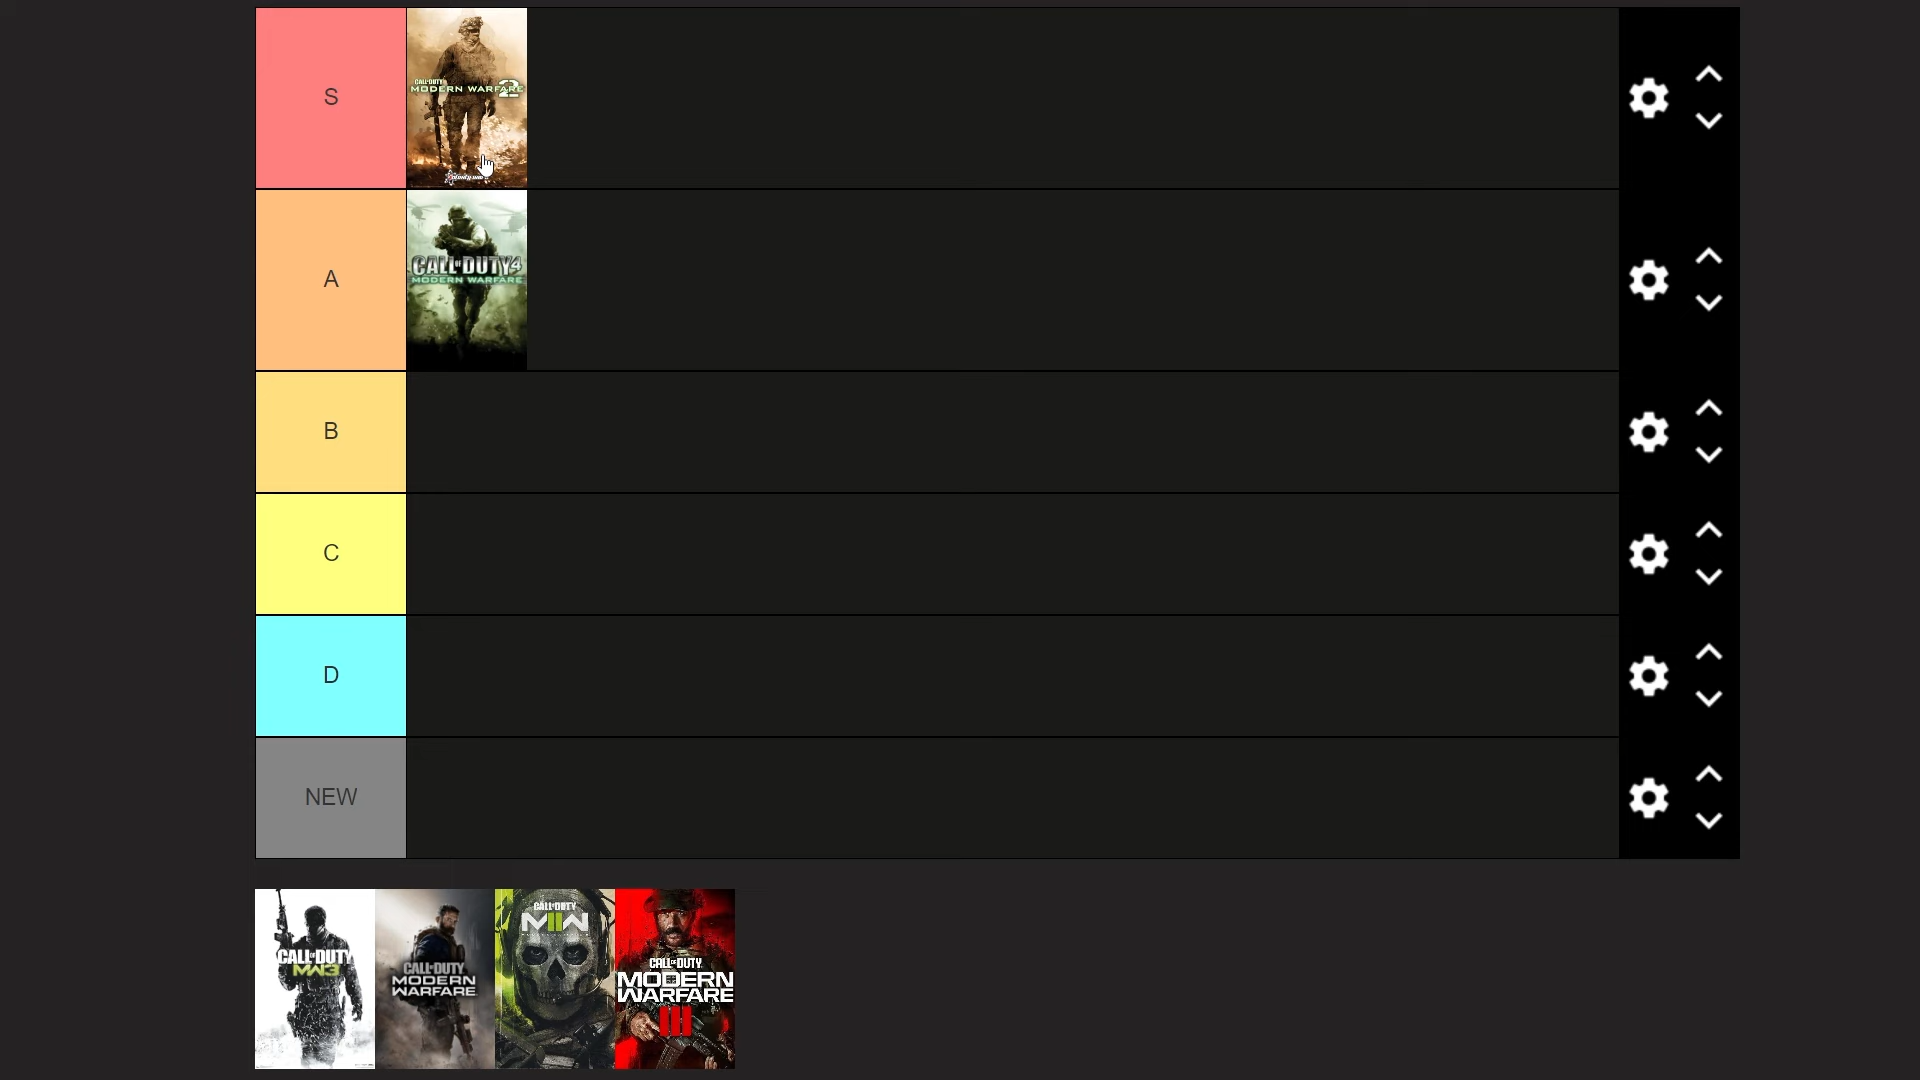 S
CALL OF DUTY
MODERN WARFARE 2
A
CALL OF DUTY 4
MODERN WARFARE
B
C
D
NEW
CALL OF DUTY
MW3
CALL OF DUTY
MODERN
WARFARE
CALL OF DUTY
MIIW
CALL OF DUTY
MODERN
WARFARE
III